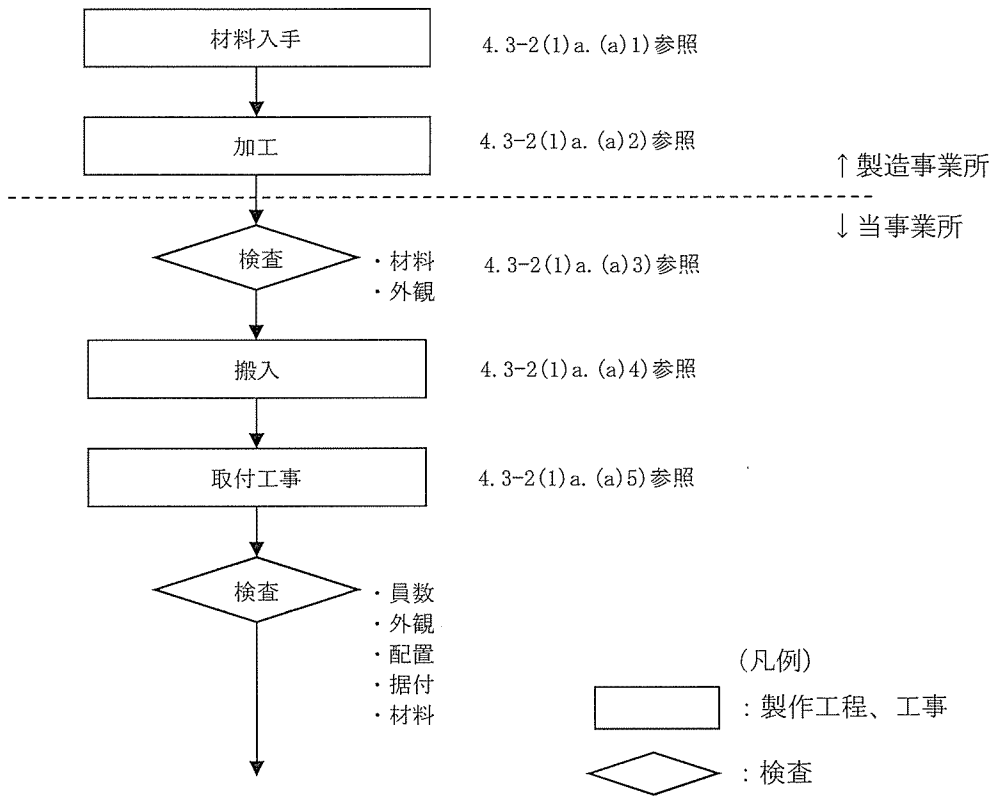 材料入手
4.3-2(1)a.(a)1)参照
加工
4.3-2(1)a.(a)2)参照
↑製造事業所
↓当事業所
検査
・材料
・外観
4.3-2(1)a.(a)3)参照
搬入
4.3-2(1)a.(a)4)参照
取付工事
4.3-2(1)a.(a)5)参照
検査
・員数
・外観
・配置
・据付
・材料
(凡例)
：製作工程、工事
：検査